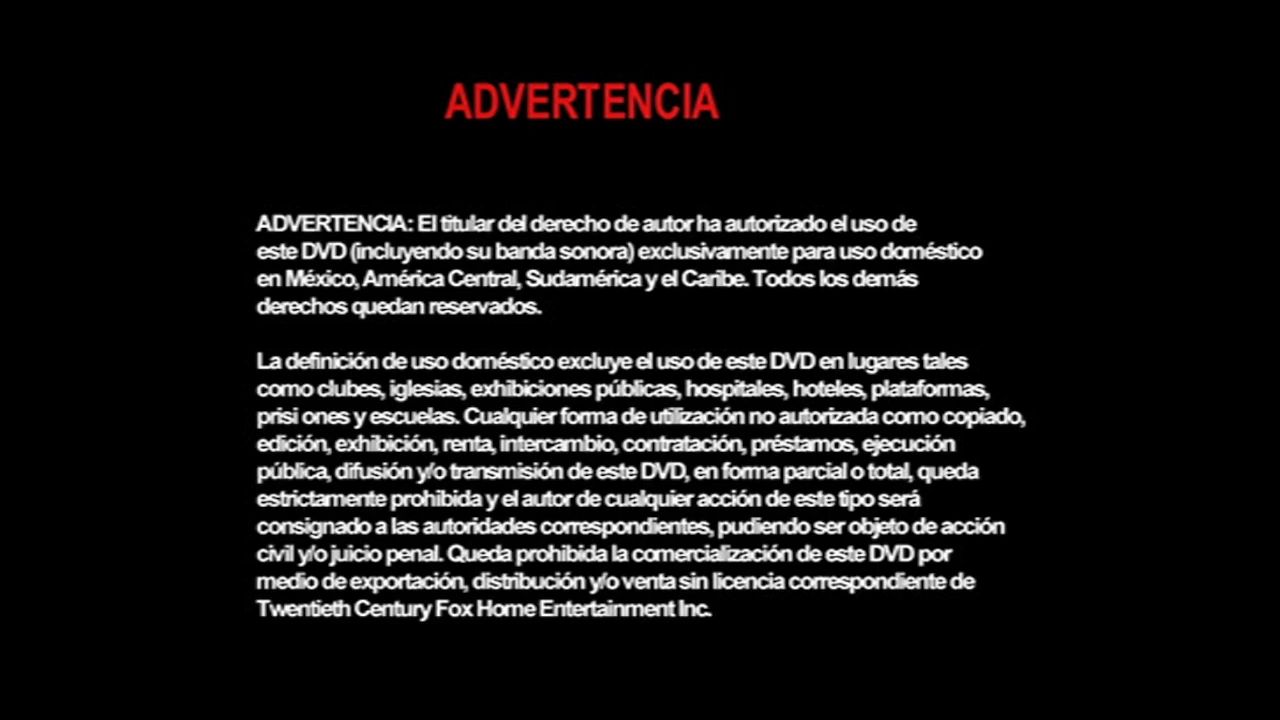 ADVERTENCIA
ADVERTENCIA: El titular del derecho de autor ha autorizado el uso de
este DVD (incluyendo su banda sonora) exclusivamente para uso doméstico
en México, América Central, Sudamérica y el Caribe. Todos los demás
derechos quedan reservados.
La definición de uso doméstico excluye el uso de este DVD en lugares tales
como clubes, iglesias, exhibiciones públicas, hospitales, hoteles, plataformas,
prisi ones y escuelas. Cualquier forma de utilización no autorizada como copiado,
edición, exhibición, renta, intercambio, contratación, préstamos, ejecución
pública, difusión y/o transmisión de este DVD, en forma parcial o total, queda
estrictamente prohibida y el autor de cualquier acción de este tipo será
consignado a las autoridades correspondientes, pudiendo ser objeto de acción
civil y/o juicio penal. Queda prohibida la comercialización de este DVD por
medio de exportación, distribución y/o venta sin licencia correspondiente de
Twentieth Century Fox Home Entertainment Inc.